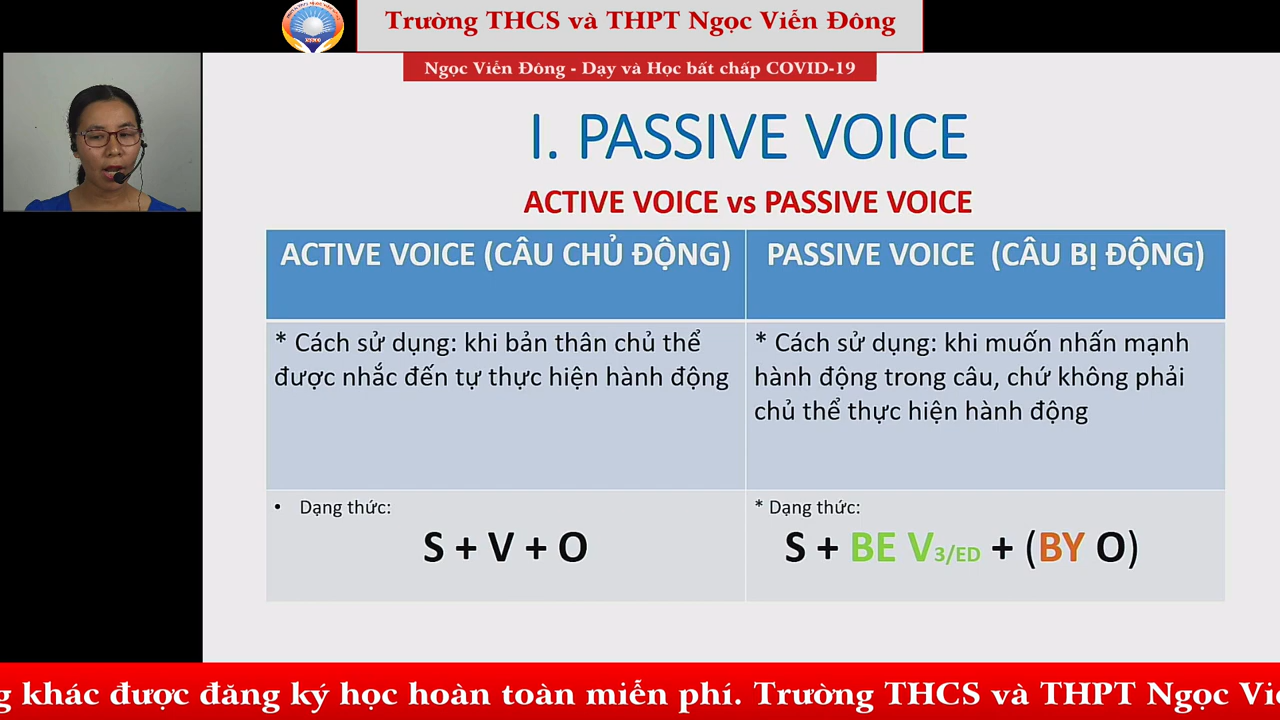 Trường THCS và THPT Ngọc Viễn Đông
Ngọc Viễn Đông - Dạy và Học bất chấp COVID-19
I. PASSIVE VOICE
ACTIVE VOICE vs PASSIVE VOICE
ACTIVE VOICE (CÂU CHỦ ĐỘNG)
PASSIVE VOICE (CÂU BỊ ĐỘNG)
* Cách sử dụng: khi bản thân chủ thể
được nhắc đến tự thực hiện hành động
* Cách sử dụng: khi muốn nhấn mạnh
hành động trong câu, chứ không phải
chủ thể thực hiện hành động
• Dạng thức:
S + V + O
* Dạng thức:
S + BE V3/ED + (BY O)
g khác được đăng ký học hoàn toàn miễn phí. Trường THCS và THPT Ngọc Viễ